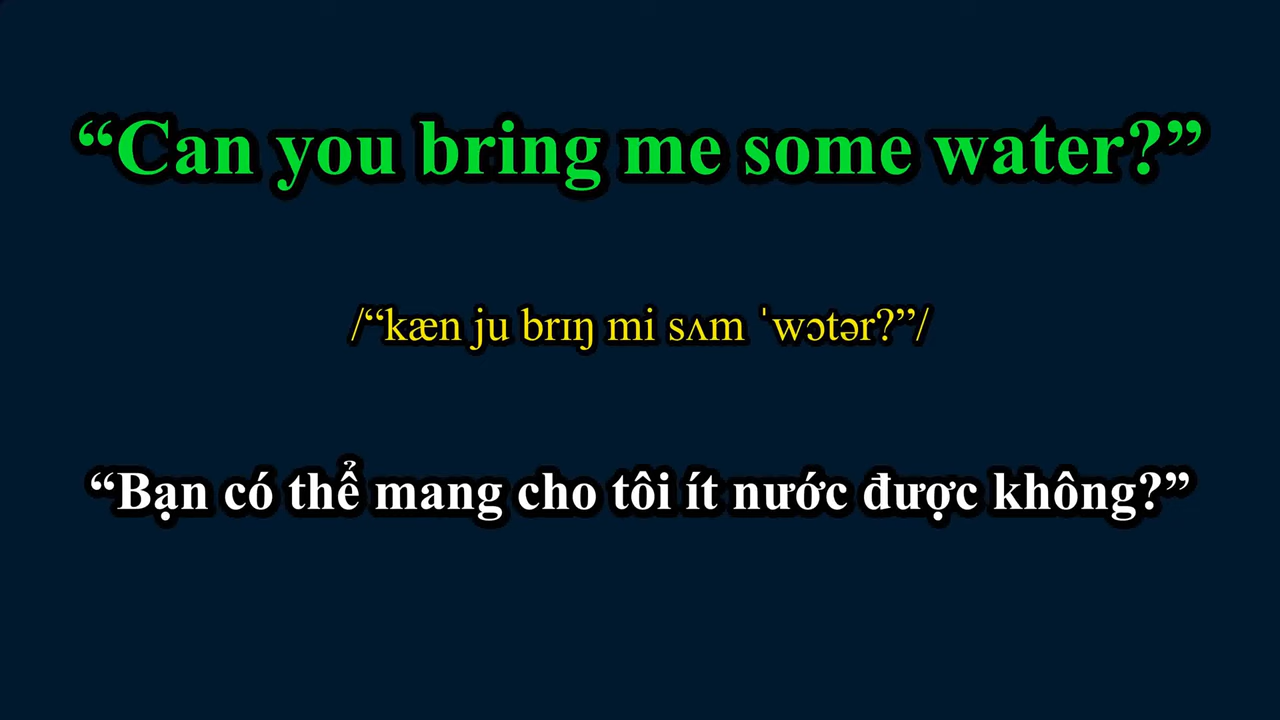 “Can you bring me some water?”
/“kæn ju brɪŋ mi sʌm ˈwɔtər?”/
“Bạn có thể mang cho tôi ít nước được không?”